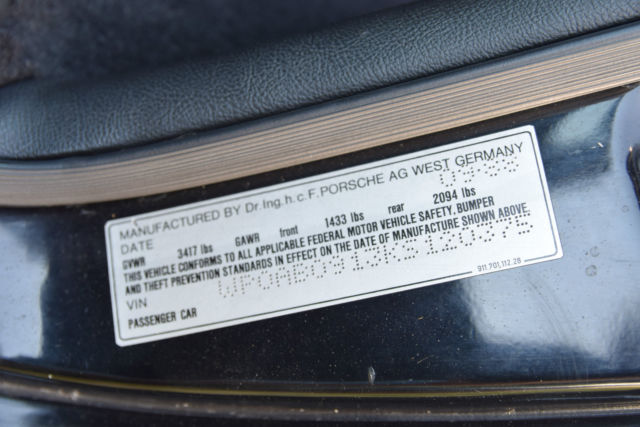 MANUFACTURED BY Dr.Ing.h.c.F.PORSCHE AG WEST GERMANY
DATE
GVWR 3417 lbs GAWR front 1433 lbs rear 2094 lbs
THIS VEHICLE CONFORMS TO ALL APPLICABLE FEDERAL MOTOR VEHICLE SAFETY, BUMPER
AND THEFT PREVENTION STANDARDS IN EFFECT ON THE DATE OF MANUFACTURE SHOWN ABOVE
VIN
PASSENGER CAR
911.701.112.28